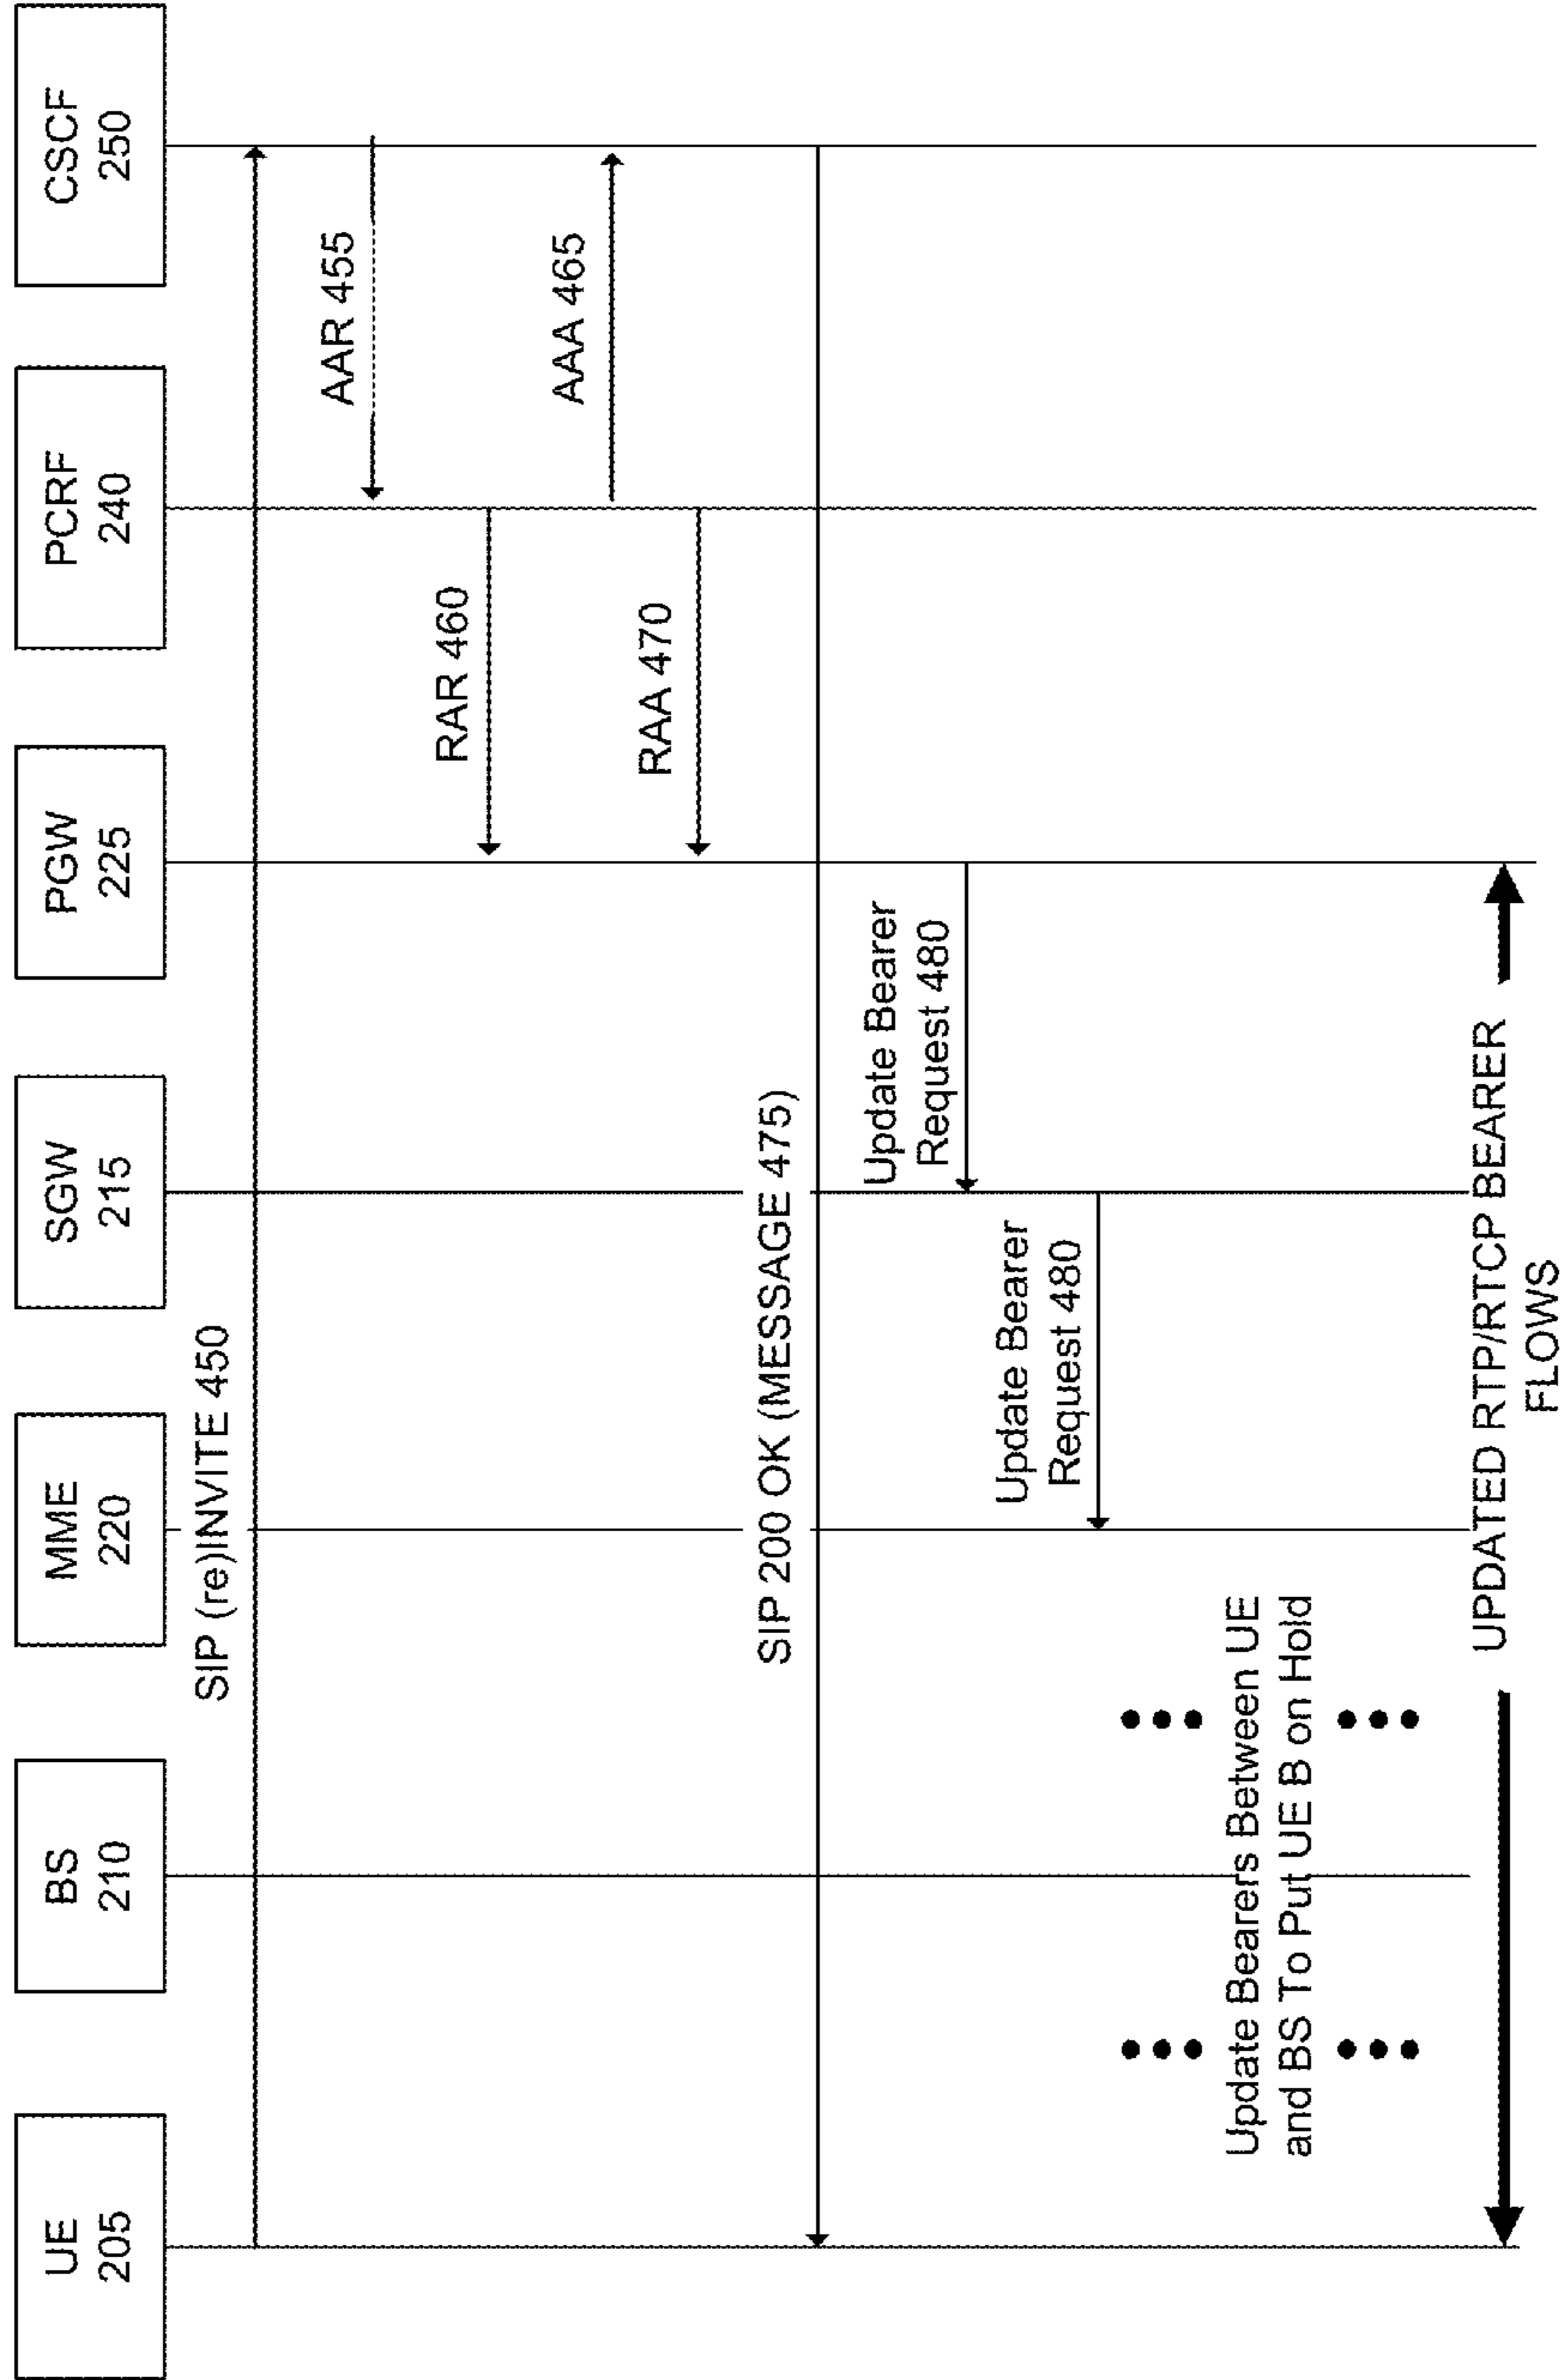 UE
205
BS
210
MME
220
SGW
215
PGW
225
PCRF
240
CSCF
250
SIP (re)INVITE 450
AAR 455
RAR 460
AAA 465
RAA 470
SIP 200 OK (MESSAGE 475)
Update Bearer
Request 480
Update Bearer
Request 480
Update Bearers Between UE
and BS To Put UE B on Hold
UPDATED RTP/RTCP BEARER
FLOWS